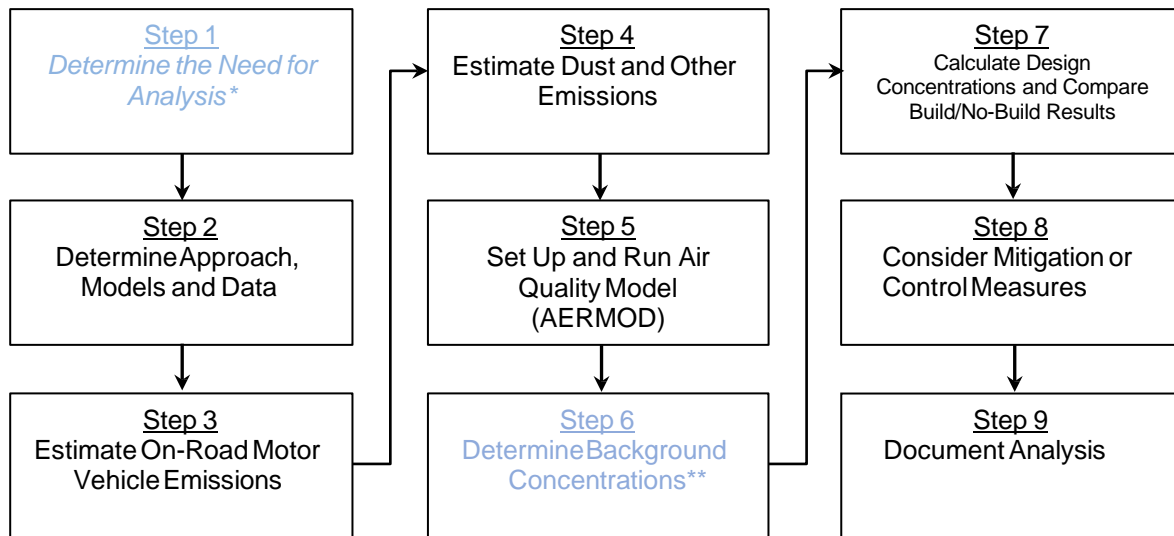 Step 1
Determine the Need for
Analysis*
Step 2
Determine Approach,
Models and Data
Step 3
Estimate On-Road Motor
Vehicle Emissions
Step 4
Estimate Dust and Other
Emissions
Step 5
Set Up and Run Air
Quality Model
(AERMOD)
Step 6
Determine Background
Concentrations**
Step 7
Calculate Design
Concentrations and Compare
Build/No-Build Results
Step 8
Consider Mitigation or
Control Measures
Step 9
Document Analysis